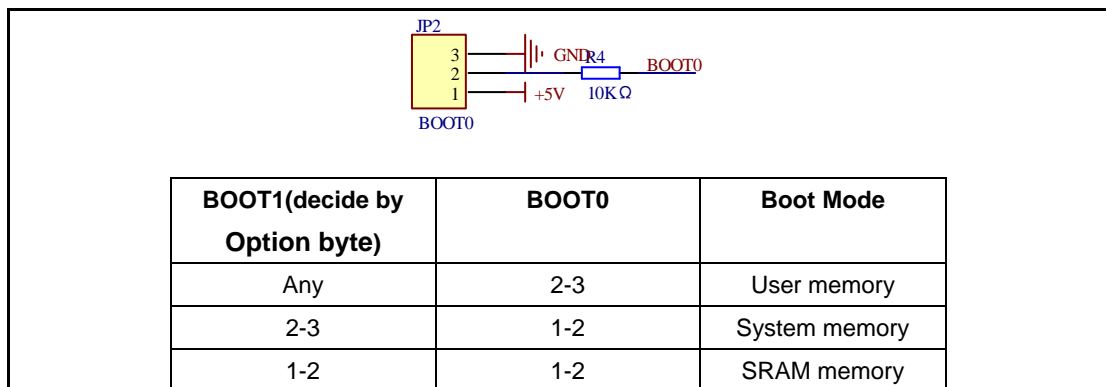 JP2
3 GND R4 BOOT0
2
1 +5V 10KΩ
BOOT0
BOOT1(decide by BOOT0 Boot Mode
Option byte)
Any 2-3 User memory
2-3 1-2 System memory
1-2 1-2 SRAM memory